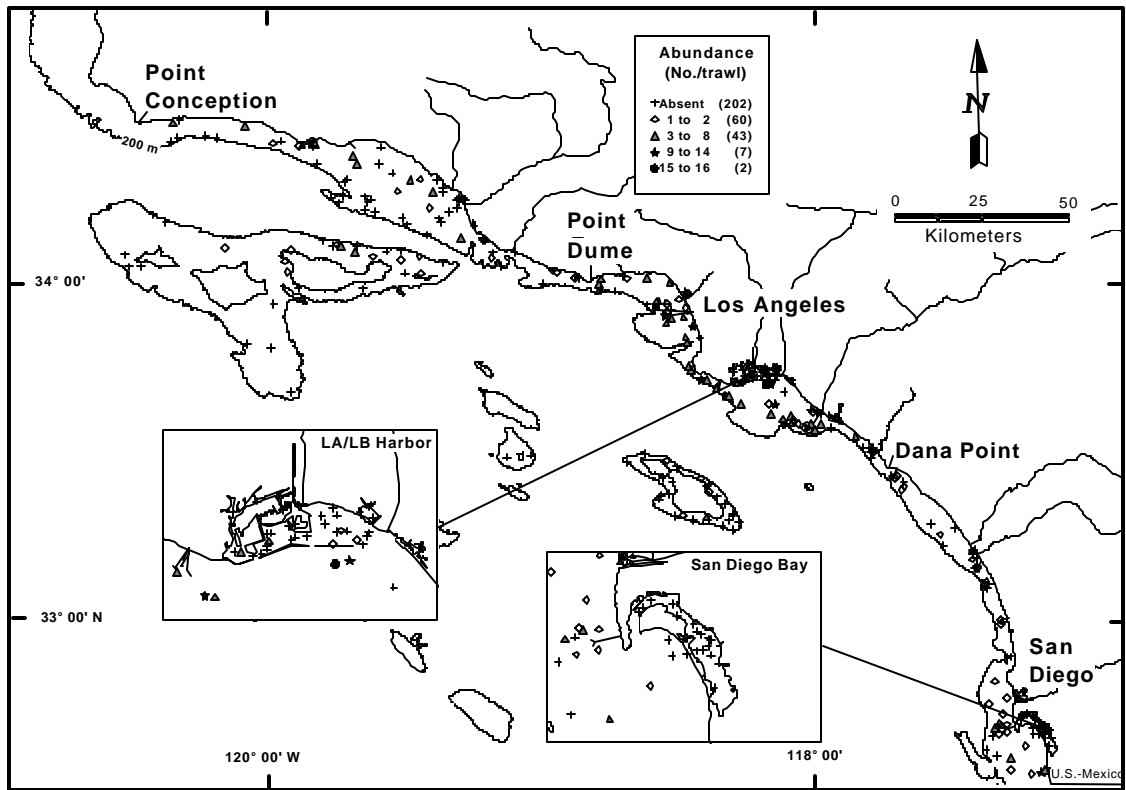 Abundance
(No./trawl)
Absent (202)
1 to 2 (60)
3 to 8 (43)
9 to 14 (7)
15 to 16 (2)
Point
Conception
200 m
N
0 25 50
Kilometers
Point
Dume
34° 00'
Los Angeles
LA/LB Harbor
Dana Point
San Diego Bay
33° 00' N
San
Diego
120° 00' W
118° 00'
U.S.-Mexico